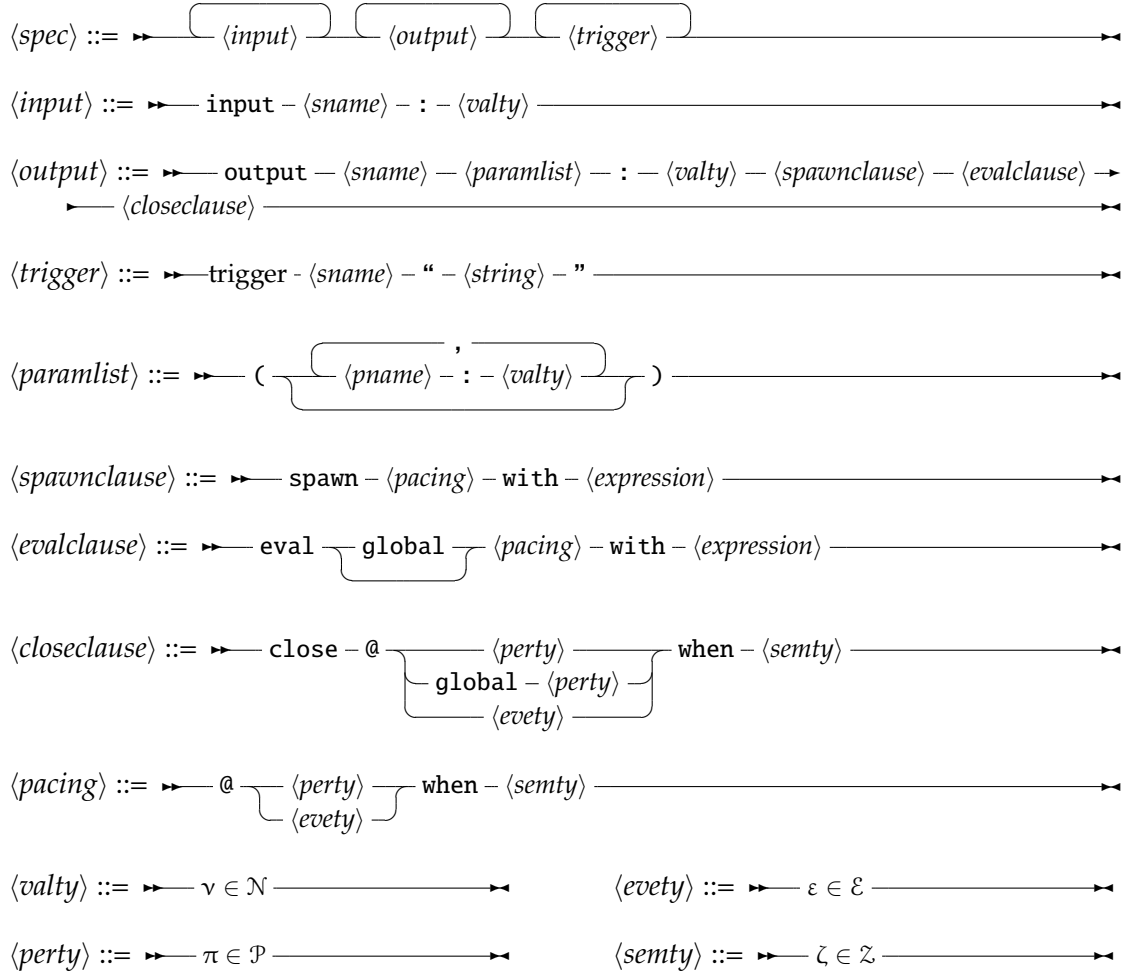 ⟨spec⟩ ::= ⟨input⟩ ⟨output⟩ ⟨trigger⟩
⟨input⟩ ::= input ⟨sname⟩ : ⟨valty⟩
⟨output⟩ ::= output ⟨sname⟩ ⟨paramlist⟩ : ⟨valty⟩ ⟨spawnclause⟩ ⟨evalclause⟩
⟨closeclause⟩
⟨trigger⟩ ::= trigger ⟨sname⟩ “ ⟨string⟩ ”
,
⟨paramlist⟩ ::= ( ⟨pname⟩ : ⟨valty⟩ )
⟨spawnclause⟩ ::= spawn ⟨pacing⟩ with ⟨expression⟩
⟨evalclause⟩ ::= eval global ⟨pacing⟩ with ⟨expression⟩
⟨closeclause⟩ ::= close @ ⟨perty⟩ when ⟨semty⟩
global ⟨perty⟩
⟨evety⟩
⟨pacing⟩ ::= @ ⟨perty⟩ when ⟨semty⟩
⟨evety⟩
⟨valty⟩ ::= ν ∈ 𝒩 ⟨evety⟩ ::= ε ∈ ℰ
⟨perty⟩ ::= π ∈ 𝒫 ⟨semty⟩ ::= ζ ∈ 𝒵